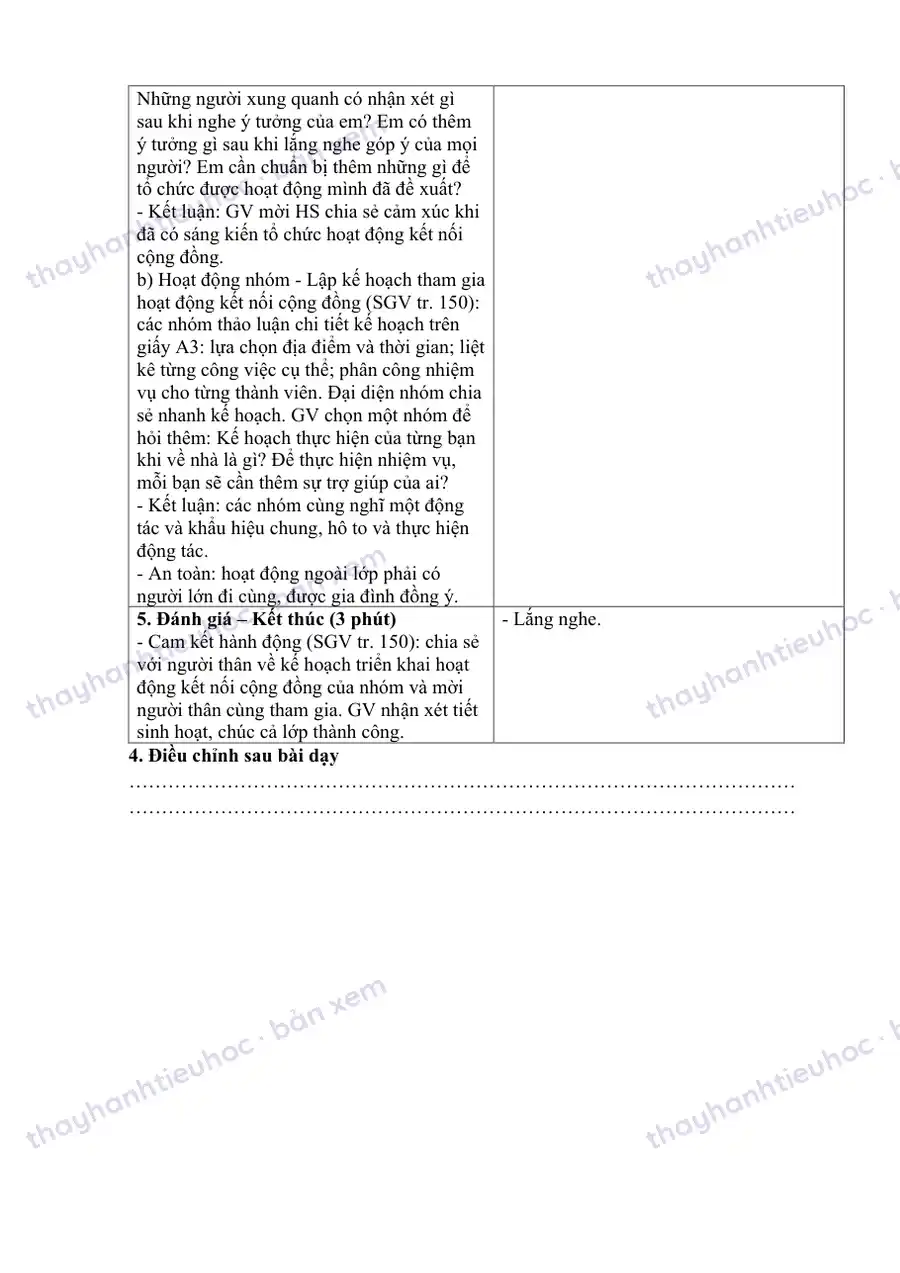 Những người xung quanh có nhận xét gì
sau khi nghe ý tưởng của em? Em có thêm
ý tưởng gì sau khi lắng nghe góp ý của mọi
người? Em cần chuẩn bị thêm những gì để
tổ chức được hoạt động mình đã đề xuất?
- Kết luận: GV mời HS chia sẻ cảm xúc khi
đã có sáng kiến tổ chức hoạt động kết nối
cộng đồng.
b) Hoạt động nhóm - Lập kế hoạch tham gia
hoạt động kết nối cộng đồng (SGV tr. 150):
các nhóm thảo luận chi tiết kế hoạch trên
giấy A3: lựa chọn địa điểm và thời gian; liệt
kê từng công việc cụ thể; phân công nhiệm
vụ cho từng thành viên. Đại diện nhóm chia
sẻ nhanh kế hoạch. GV chọn một nhóm để
hỏi thêm: Kế hoạch thực hiện của từng bạn
khi về nhà là gì? Để thực hiện nhiệm vụ,
mỗi bạn sẽ cần thêm sự trợ giúp của ai?
- Kết luận: các nhóm cùng nghĩ một động
tác và khẩu hiệu chung, hô to và thực hiện
động tác.
- An toàn: hoạt động ngoài lớp phải có
người lớn đi cùng, được gia đình đồng ý.
5. Đánh giá – Kết thúc (3 phút)
- Cam kết hành động (SGV tr. 150): chia sẻ
với người thân về kế hoạch triển khai hoạt
động kết nối cộng đồng của nhóm và mời
người thân cùng tham gia. GV nhận xét tiết
sinh hoạt, chúc cả lớp thành công.
- Lắng nghe.
4. Điều chỉnh sau bài dạy
……………………………………………………………………………………………
……………………………………………………………………………………………
thayhanhtieuhoc · bản xem
thayhanhtieuhoc · b
thayhanhtieuhoc · bản xem
thayhanhtieuhoc · b
thayhanhtieuhoc · bản xem
thayhanhtieuhoc · b